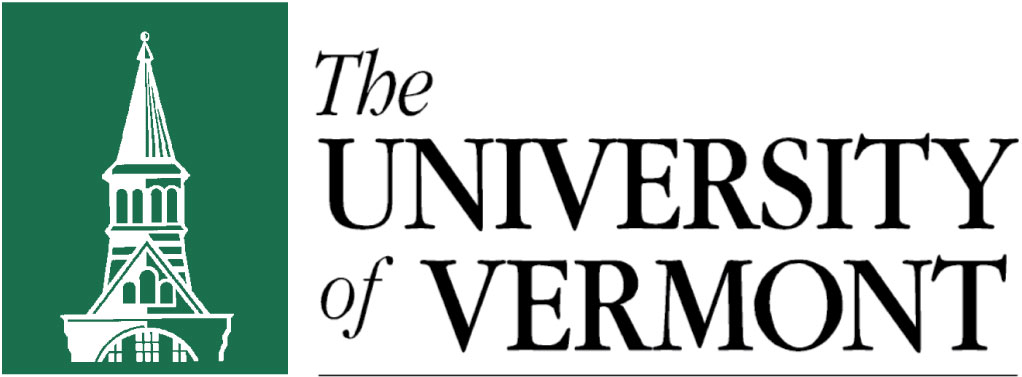 The
UNIVERSITY
of VERMONT